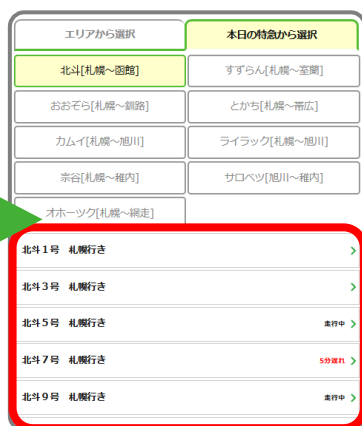 エリアから選択 本日の特急から選択
北斗[札幌～函館] すずらん[札幌～室蘭]
おおぞら[札幌～釧路] とかち[札幌～帯広]
カムイ[札幌～旭川] ライラック[札幌～旭川]
宗谷[札幌～稚内] サロベツ[旭川～稚内]
オホーツク[札幌～網走]
北斗1号 札幌行き
北斗3号 札幌行き
北斗5号 札幌行き 走行中
北斗7号 札幌行き 5分遅れ
北斗9号 札幌行き 走行中